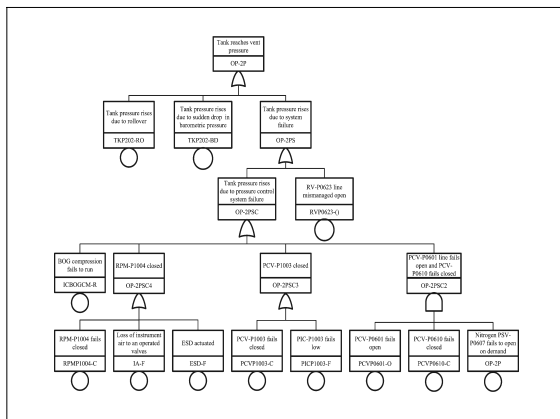 Tank reaches vent
pressure
OP-2P
Tank pressure rises
due to rollover
TKP202-RO
Tank pressure rises
due to sudden drop in
barometric pressure
TKP202-BD
Tank pressure rises
due to system
failure
OP-2PS
Tank pressure rises
due to pressure control
system failure
OP-2PSC
RV-P0623 line
mismanaged open
RVP0623-()
BOG compression
fails to run
ICBOGCM-R
RPM-P1004 closed
OP-2PSC4
PCV-P1003 closed
OP-2PSC3
PCV-P0601 line fails
open and PCV-
P0610 fails closed
OP-2PSC2
RPM-P1004 fails
closed
RPMP1004-C
Loss of instrument
air to an operated
valves
IA-F
ESD actuated
ESD-F
PCV-P1003 fails
closed
PCVP1003-C
PIC-P1003 fails
low
PICP1003-F
PCV-P0601 fails
open
PCVP0601-O
PCV-P0610 fails
closed
PCVP0610-C
Nitrogen PSV-
P0607 fails to open
on demand
OP-2P